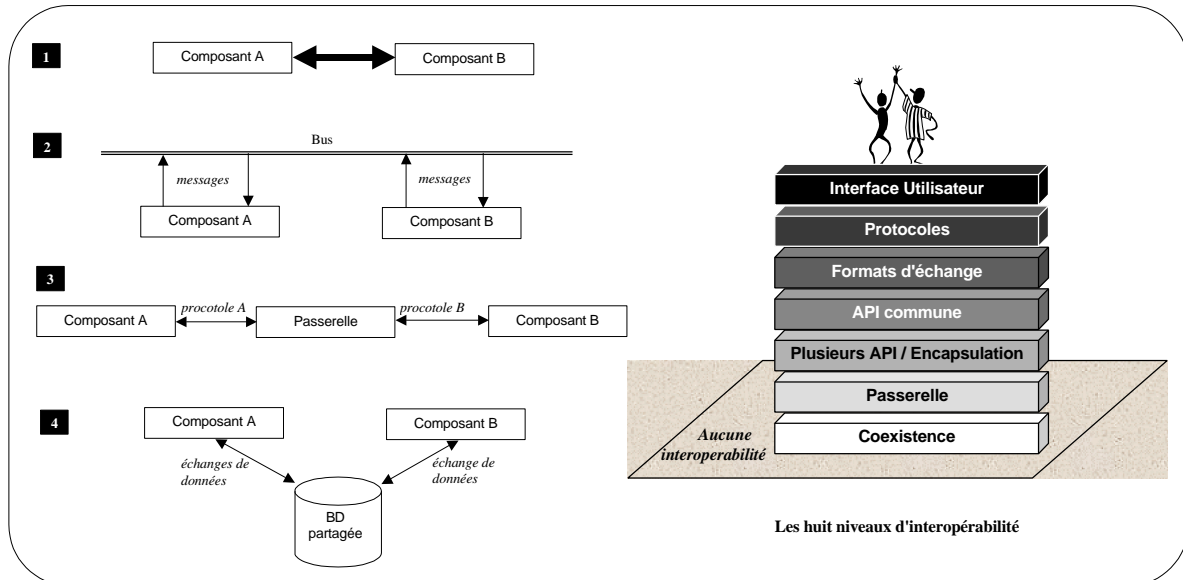 1
Composant A
Composant B
2
Bus
messages
messages
Composant A
Composant B
3
procotole A
procotole B
Composant A
Passerelle
Composant B
4
Composant A
Composant B
échanges de
données
échange de
données
BD
partagée
Interface Utilisateur
Protocoles
Formats d'échange
API commune
Plusieurs API / Encapsulation
Passerelle
Coexistence
Aucune
interoperabilité
Les huit niveaux d'interopérabilité